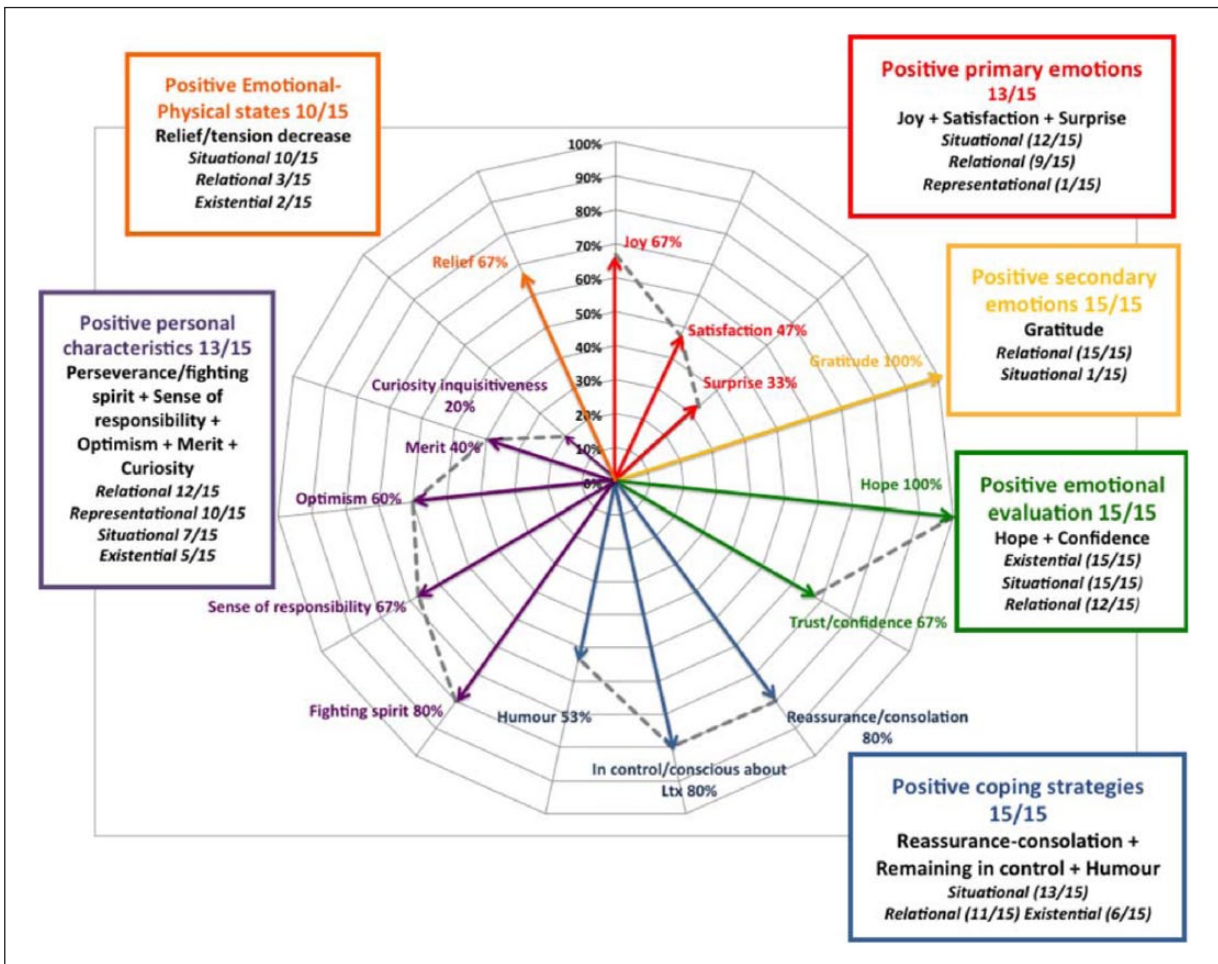 Positive Emotional-
Physical states 10/15
Relief/tension decrease
Situational 10/15
Relational 3/15
Existential 2/15
Positive primary emotions
13/15
Joy + Satisfaction + Surprise
Situational (12/15)
Relational (9/15)
Representational (1/15)
Positive secondary
emotions 15/15
Gratitude
Relational (15/15)
Situational 1/15)
Positive personal
characteristics 13/15
Perseverance/fighting
spirit + Sense of
responsibility +
Optimism + Merit +
Curiosity
Relational 12/15
Representational 10/15
Situational 7/15
Existential 5/15
Positive emotional
evaluation 15/15
Hope + Confidence
Existential (15/15)
Situational (15/15)
Relational (12/15)
Positive coping strategies
15/15
Reassurance-consolation +
Remaining in control + Humour
Situational (13/15)
Relational (11/15) Existential (6/15)
100%
90%
80%
70%
60%
50%
40%
30%
20%
10%
0%
Joy 67%
Satisfaction 47%
Surprise 33%
Gratitude 100%
Hope 100%
Trust/confidence 67%
Reassurance/consolation
80%
In control/conscious about
Ltx 80%
Humour 53%
Fighting spirit 80%
Sense of responsibility 67%
Optimism 60%
Merit 40%
Curiosity inquisitiveness
20%
Relief 67%